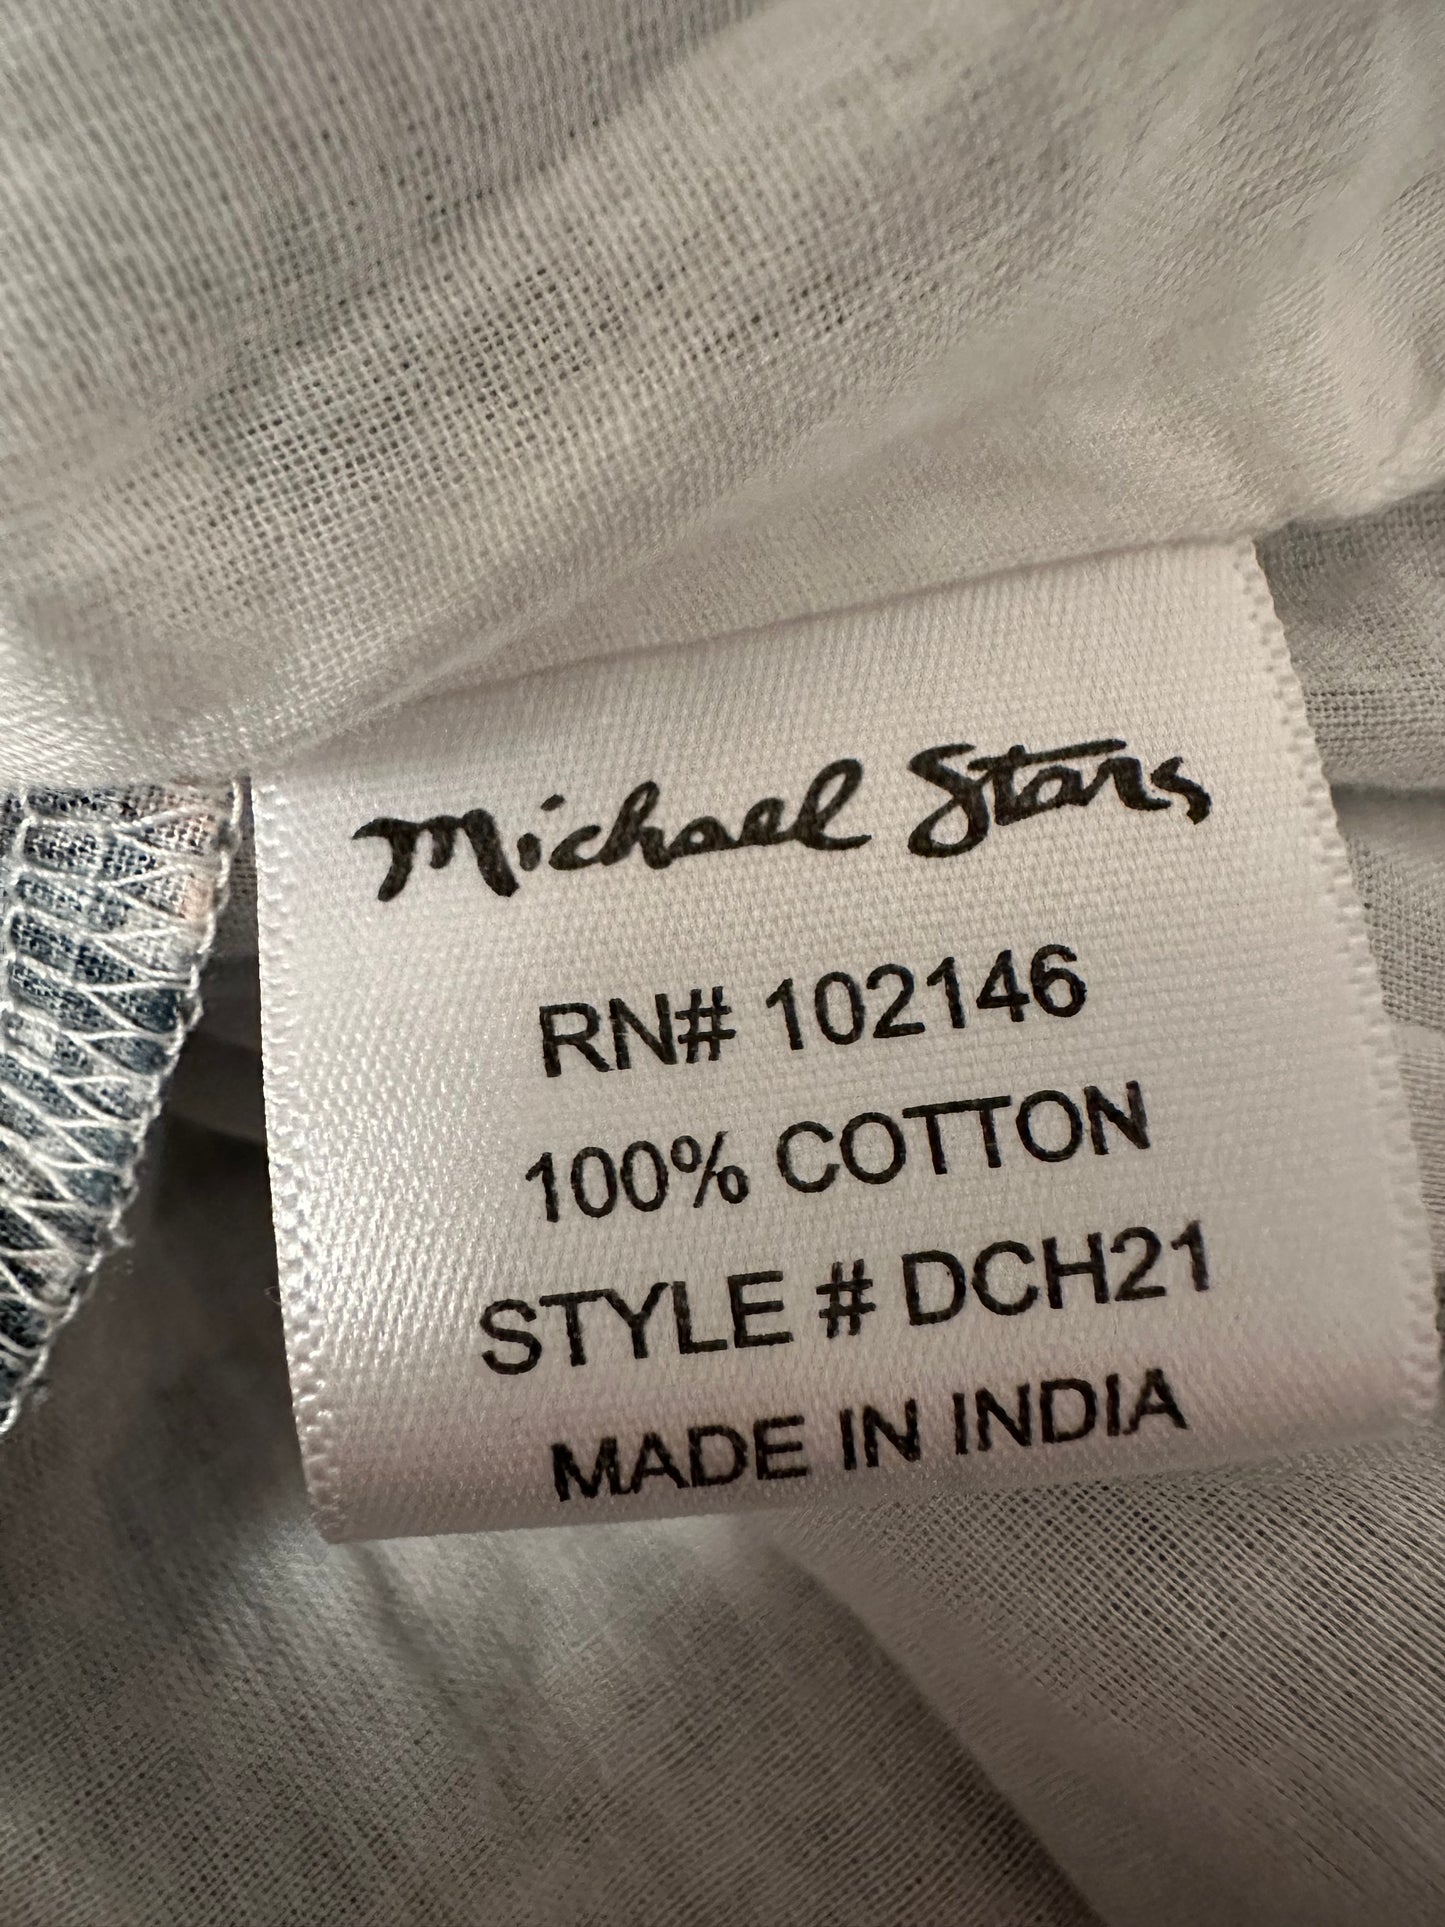 Michael Stars
RN# 102146
100% COTTON
STYLE # DCH21
MADE IN INDIA